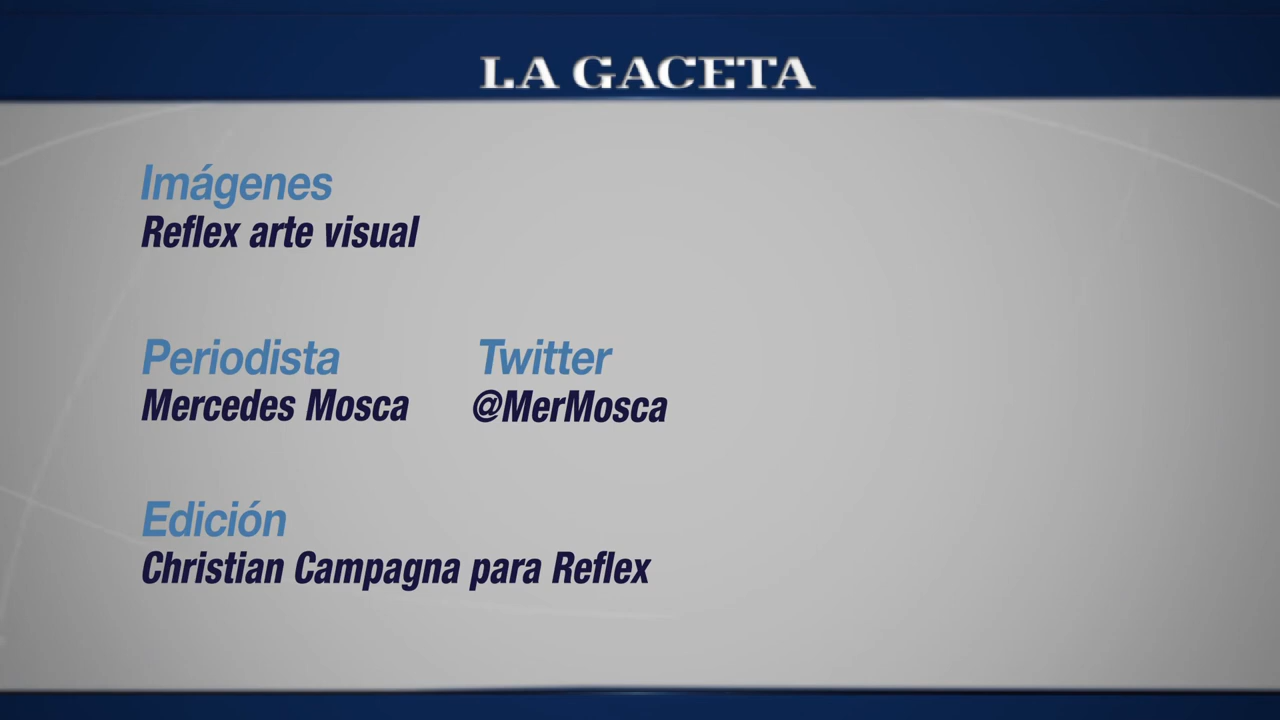 LA GACETA
Imágenes
Reflex arte visual
Periodista Twitter
Mercedes Mosca @MerMosca
Edición
Christian Campagna para Reflex